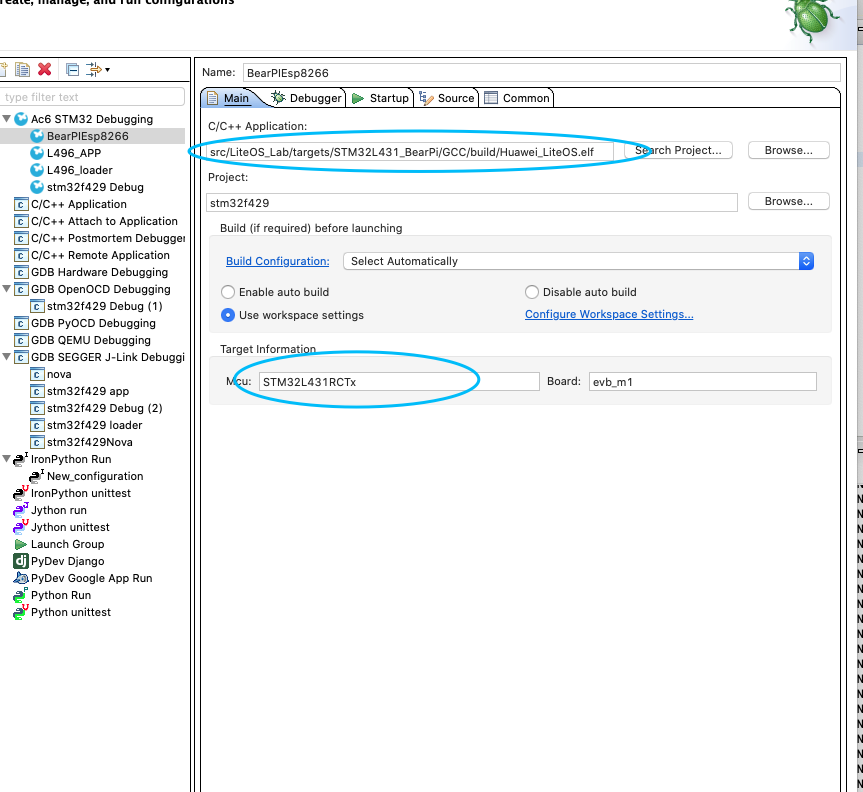 create, manage, and run configurations
type filter text
Ac6 STM32 Debugging
BearPIEsp8266
L496_APP
L496_loader
stm32f429 Debug
C/C++ Application
C/C++ Attach to Application
C/C++ Postmortem Debugger
C/C++ Remote Application
GDB Hardware Debugging
GDB OpenOCD Debugging
stm32f429 Debug (1)
GDB PyOCD Debugging
GDB QEMU Debugging
GDB SEGGER J-Link Debuggi
nova
stm32f429 app
stm32f429 Debug (2)
stm32f429 loader
stm32f429Nova
IronPython Run
New_configuration
IronPython unittest
Jython run
Jython unittest
Launch Group
PyDev Django
PyDev Google App Run
Python Run
Python unittest
Name: BearPIEsp8266
Main Debugger Startup Source Common
C/C++ Application:
src/LiteOS_Lab/targets/STM32L431_BearPi/GCC/build/Huawei_LiteOS.elf Search Project... Browse...
Project:
stm32f429 Browse...
Build (if required) before launching
Build Configuration: Select Automatically
Enable auto build Disable auto build
Use workspace settings Configure Workspace Settings...
Target Information
Mcu: STM32L431RCTx Board: evb_m1